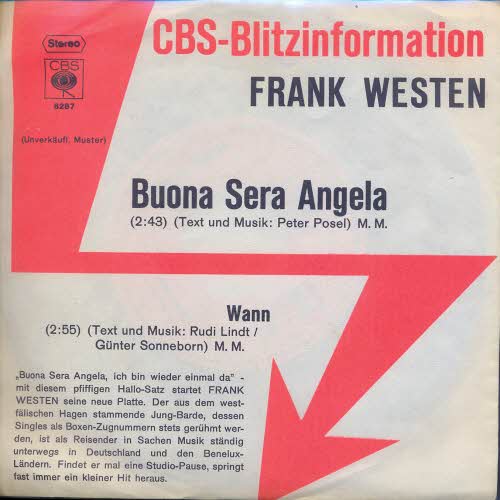 Stereo
CBS-Blitzinformation
CBS
8287
FRANK WESTEN
(Unverkäufl. Muster)
Buona Sera Angela
(2:43) (Text und Musik: Peter Posel) M. M.
Wann
(2:55) (Text und Musik: Rudi Lindt /
Günter Sonneborn) M. M.
„Buona Sera Angela, ich bin wieder einmal da" -
mit diesem pfiffigen Hallo-Satz startet FRANK
WESTEN seine neue Platte. Der aus dem west-
fälischen Hagen stammende Jung-Barde, dessen
Singles als Boxen-Zugnummern stets gerühmt wer-
den, ist als Reisender in Sachen Musik ständig
unterwegs in Deutschland und den Benelux-
Ländern. Findet er mal eine Studio-Pause, springt
fast immer ein kleiner Hit heraus.